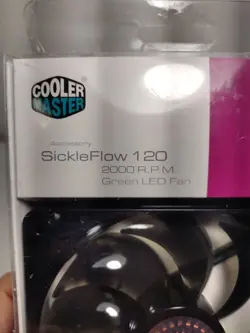 COOLER
MASTER
Accessory
SickleFlow 120
2000 R.P.M.
Green LED Fan